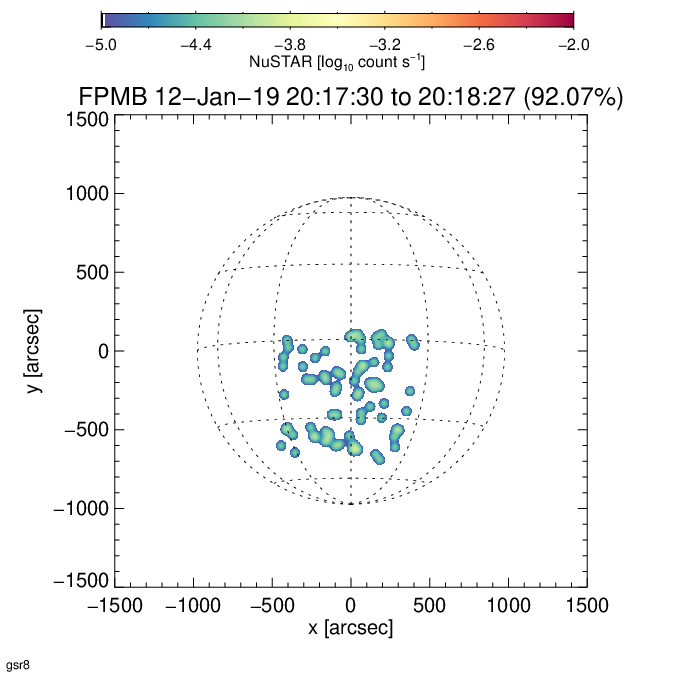 −5.0 −4.4 −3.8 −3.2 −2.6 −2.0
NuSTAR [log10 count s−1]
FPMB 12−Jan−19 20:17:30 to 20:18:27 (92.07%)
1500
1000
500
0
−500
−1000
−1500
y [arcsec]
−1500 −1000 −500 0 500 1000 1500
x [arcsec]
gsr8